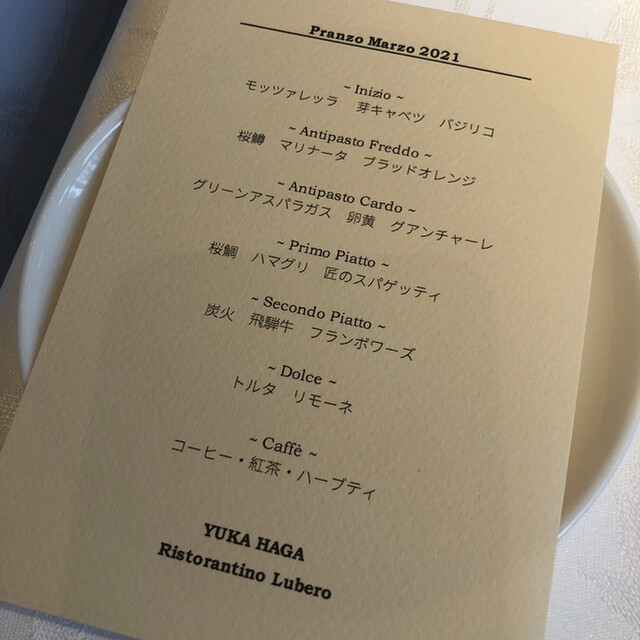 Pranzo Marzo 2021
~ Inizio ~
モッツァレッラ　芽キャベツ　バジリコ
~ Antipasto Freddo ~
桜鱒　マリナータ　ブラッドオレンジ
~ Antipasto Cardo ~
グリーンアスパラガス　卵黄　グアンチャーレ
~ Primo Piatto ~
桜鯛　ハマグリ　匠のスパゲッティ
~ Secondo Piatto ~
炭火　飛騨牛　フランボワーズ
~ Dolce ~
トルタ　リモーネ
~ Caffè ~
コーヒー・紅茶・ハーブティ
YUKA HAGA
Ristorantino Lubero